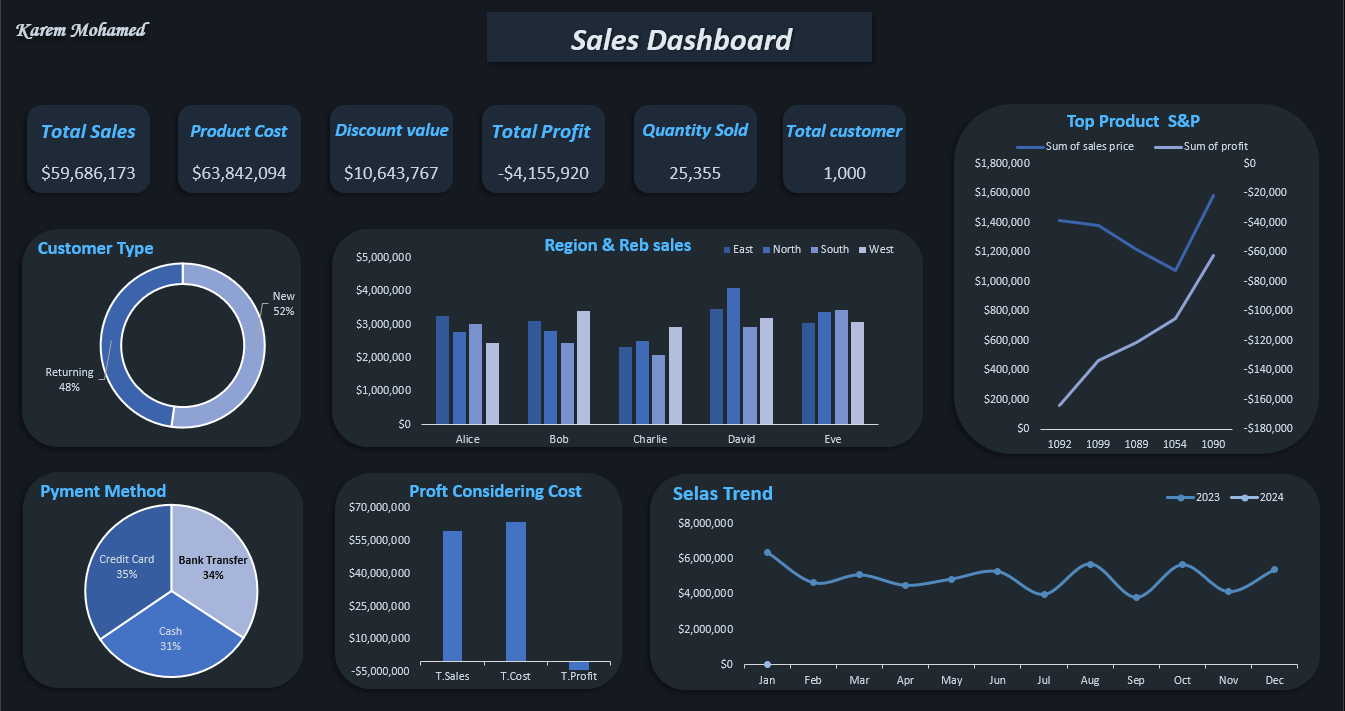 Karem Mohamed
Sales Dashboard
Total Sales
$59,686,173
Product Cost
$63,842,094
Discount value
$10,643,767
Total Profit
-$4,155,920
Quantity Sold
25,355
Total customer
1,000
Top Product S&P
Sum of sales price
Sum of profit
$1,800,000
$1,600,000
$1,400,000
$1,200,000
$1,000,000
$800,000
$600,000
$400,000
$200,000
$0
$0
-$20,000
-$40,000
-$60,000
-$80,000
-$100,000
-$120,000
-$140,000
-$160,000
-$180,000
1092 1099 1089 1054 1090
Customer Type
New
52%
Returning
48%
Region & Reb sales
East North South West
$5,000,000
$4,000,000
$3,000,000
$2,000,000
$1,000,000
$0
Alice Bob Charlie David Eve
Pyment Method
Credit Card
35%
Bank Transfer
34%
Cash
31%
Proft Considering Cost
$70,000,000
$55,000,000
$40,000,000
$25,000,000
$10,000,000
-$5,000,000
T.Sales T.Cost T.Profit
Selas Trend
2023 2024
$8,000,000
$6,000,000
$4,000,000
$2,000,000
$0
Jan Feb Mar Apr May Jun Jul Aug Sep Oct Nov Dec